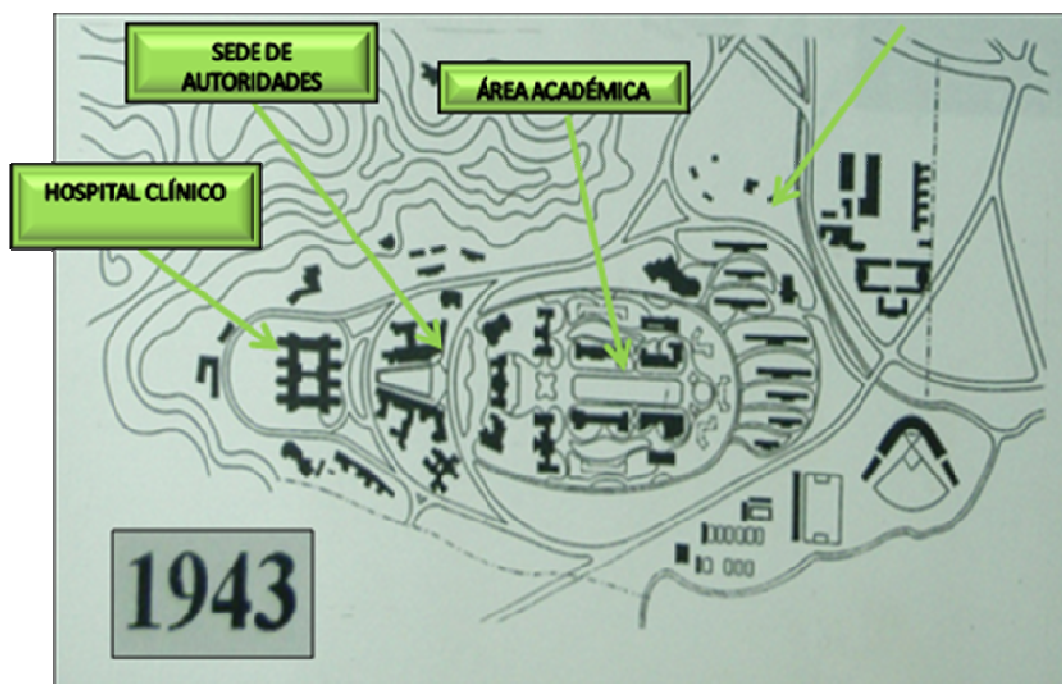 SEDE DE
AUTORIDADES
ÁREA ACADÉMICA
HOSPITAL CLÍNICO
1943